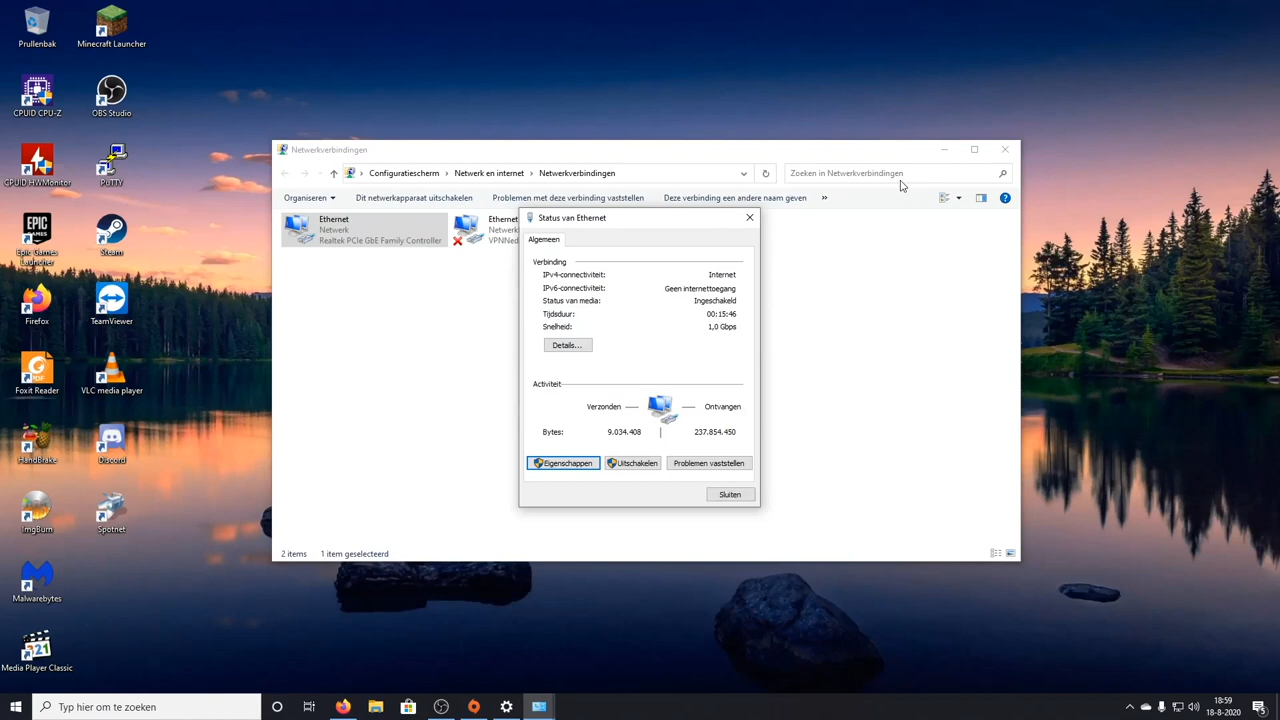 Prullenbak
Minecraft Launcher
CPUID CPU-Z
OBS Studio
CPUID HWMonitor
PuTTY
Epic Games Launcher
Steam
Firefox
TeamViewer
Foxit Reader
VLC media player
HandBrake
Discord
ImgBurn
Spotnet
Malwarebytes
Media Player Classic
Netwerkverbindingen
Configuratiescherm > Netwerk en internet > Netwerkverbindingen
Zoeken in Netwerkverbindingen
Organiseren
Dit netwerkapparaat uitschakelen
Problemen met deze verbinding vaststellen
Deze verbinding een andere naam geven
»
Ethernet
Netwerk
Realtek PCIe GbE Family Controller
Ethernet
Netwerk
VPNNed
Status van Ethernet
Algemeen
Verbinding
IPv4-connectiviteit: Internet
IPv6-connectiviteit: Geen internettoegang
Status van media: Ingeschakeld
Tijdsduur: 00:15:46
Snelheid: 1,0 Gbps
Details...
Activiteit
Verzonden
Ontvangen
Bytes: 9.034.408 237.854.450
Eigenschappen
Uitschakelen
Problemen vaststellen
Sluiten
2 items
1 item geselecteerd
Typ hier om te zoeken
18:59
18-8-2020